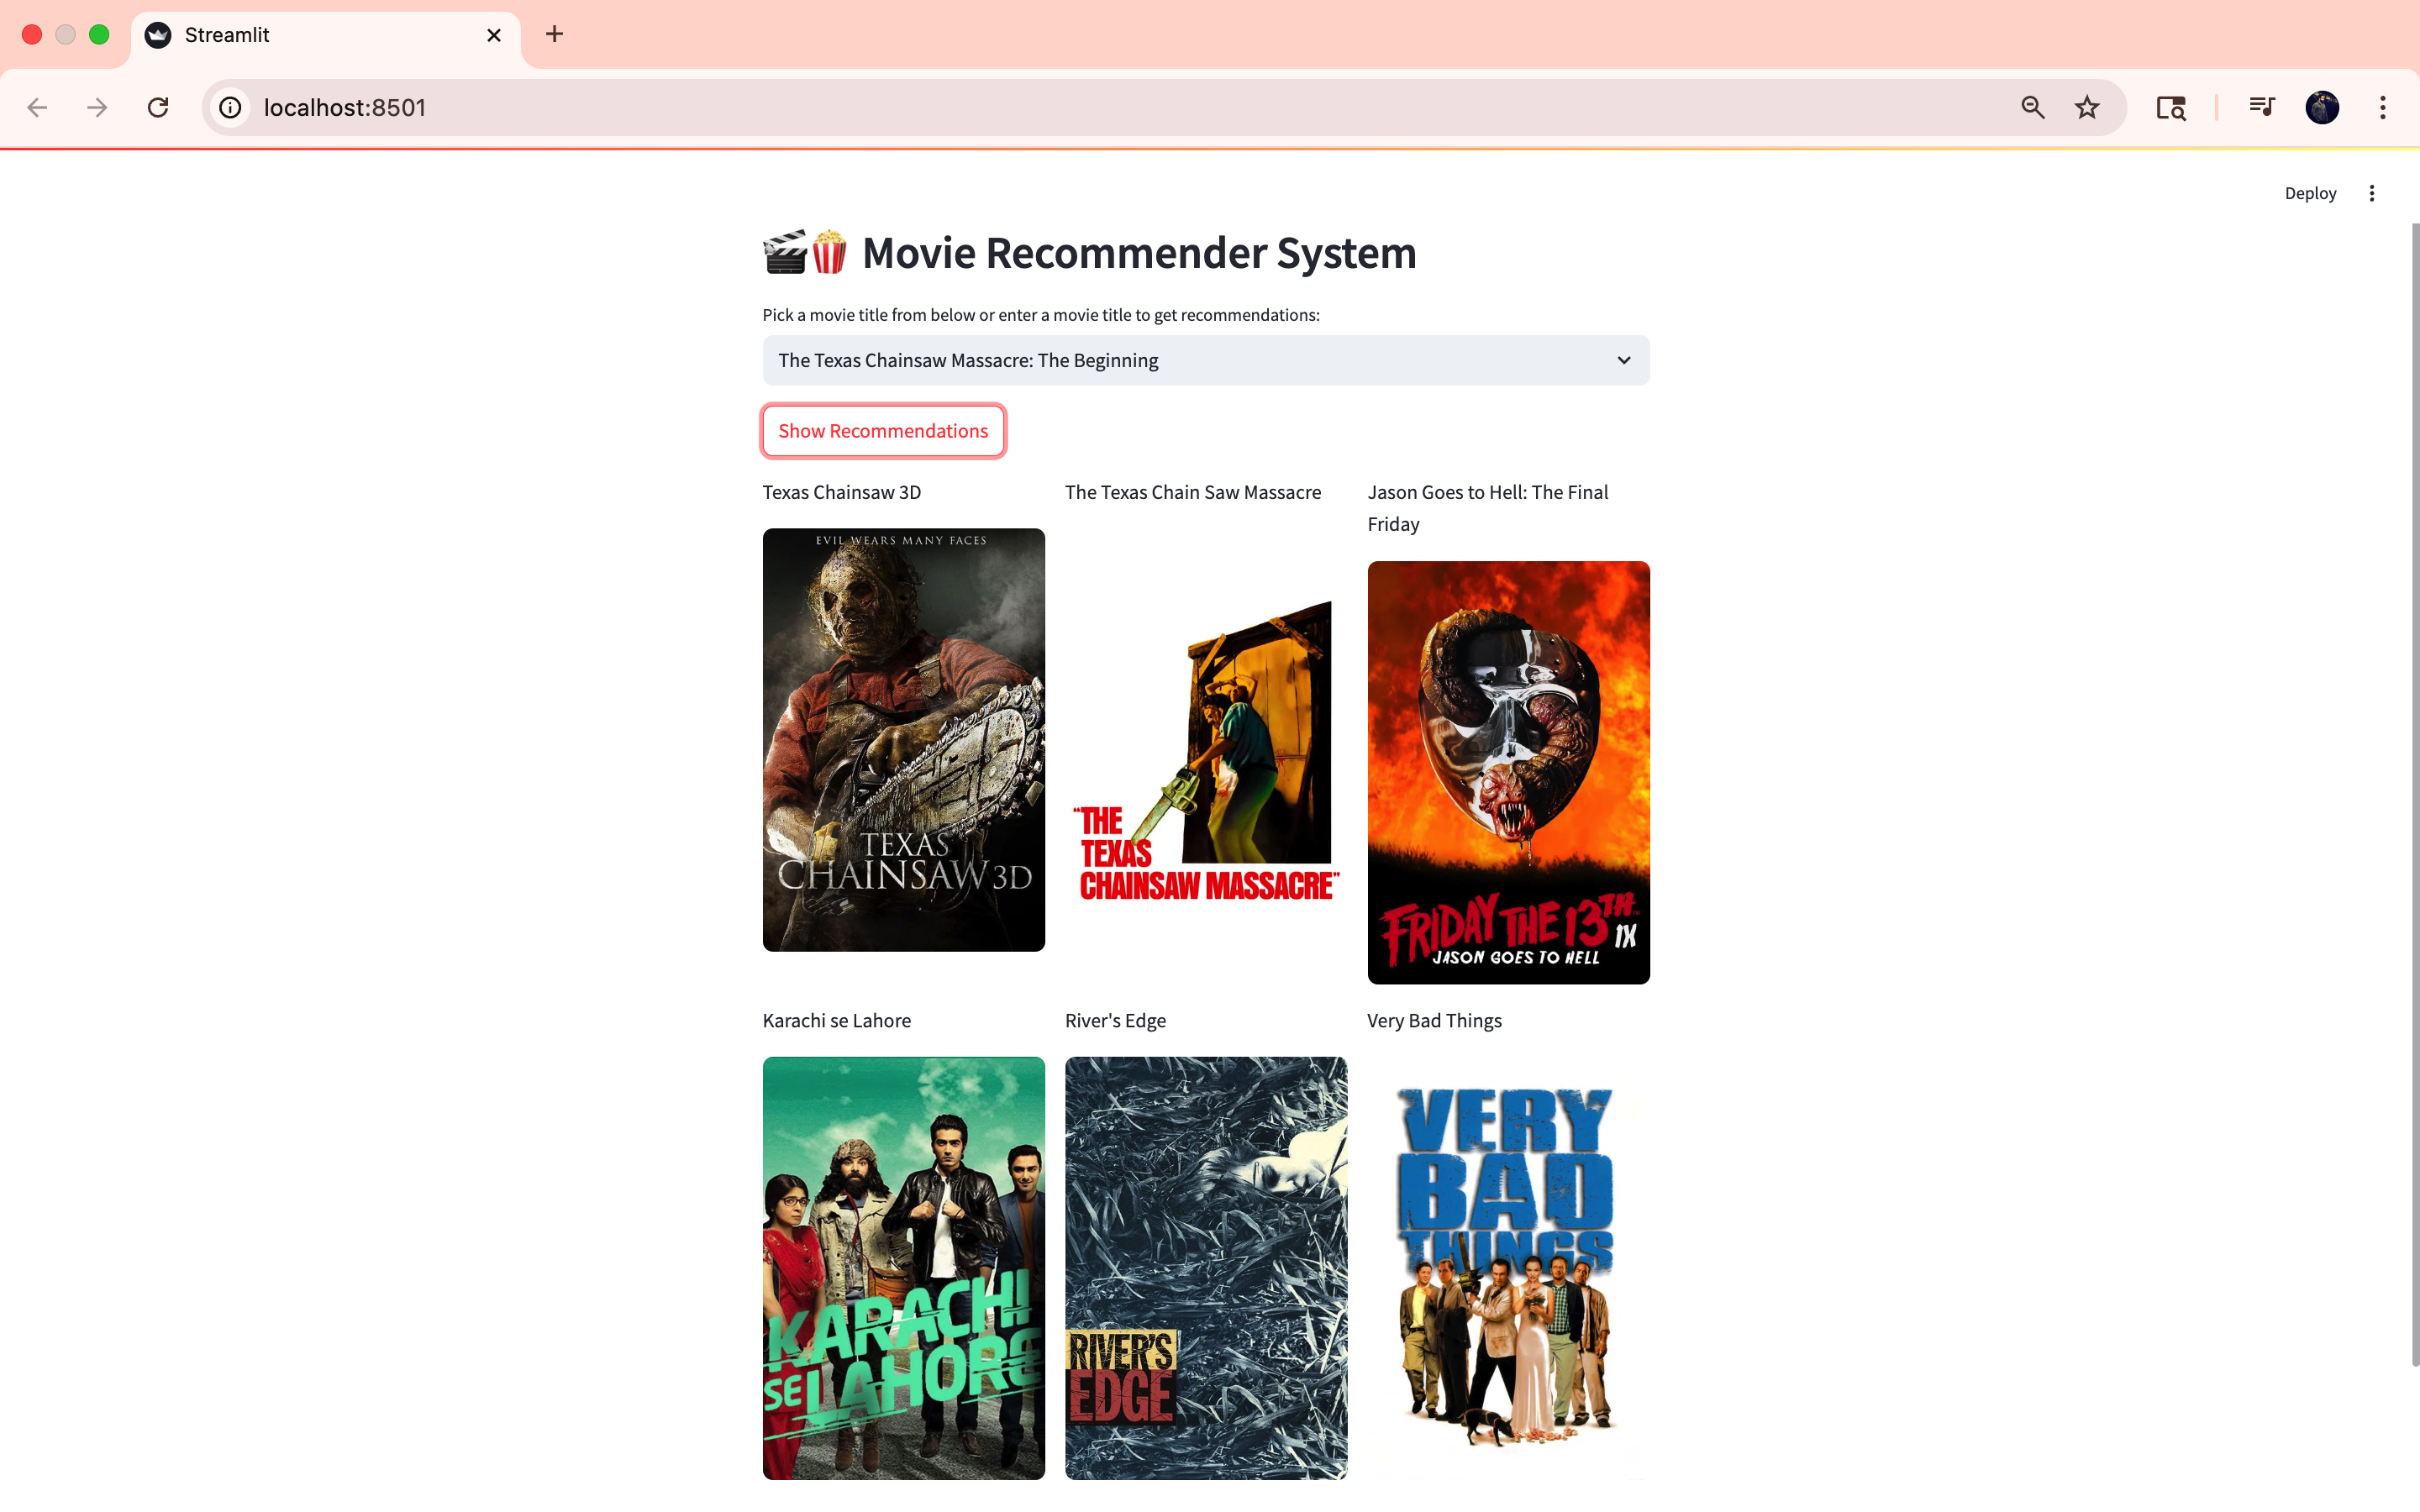 Streamlit
localhost:8501
Deploy
Movie Recommender System
Pick a movie title from below or enter a movie title to get recommendations:
The Texas Chainsaw Massacre: The Beginning
Show Recommendations
Texas Chainsaw 3D
The Texas Chain Saw Massacre
Jason Goes to Hell: The Final
Friday
EVIL WEARS MANY FACES
TEXAS
CHAINSAW 3D
"THE
TEXAS
CHAINSAW MASSACRE"
FRIDAY THE 13TH
IX
JASON GOES TO HELL
Karachi se Lahore
River's Edge
Very Bad Things
KARACHI
SE LAHORE
RIVER'S
EDGE
VERY
BAD
THINGS